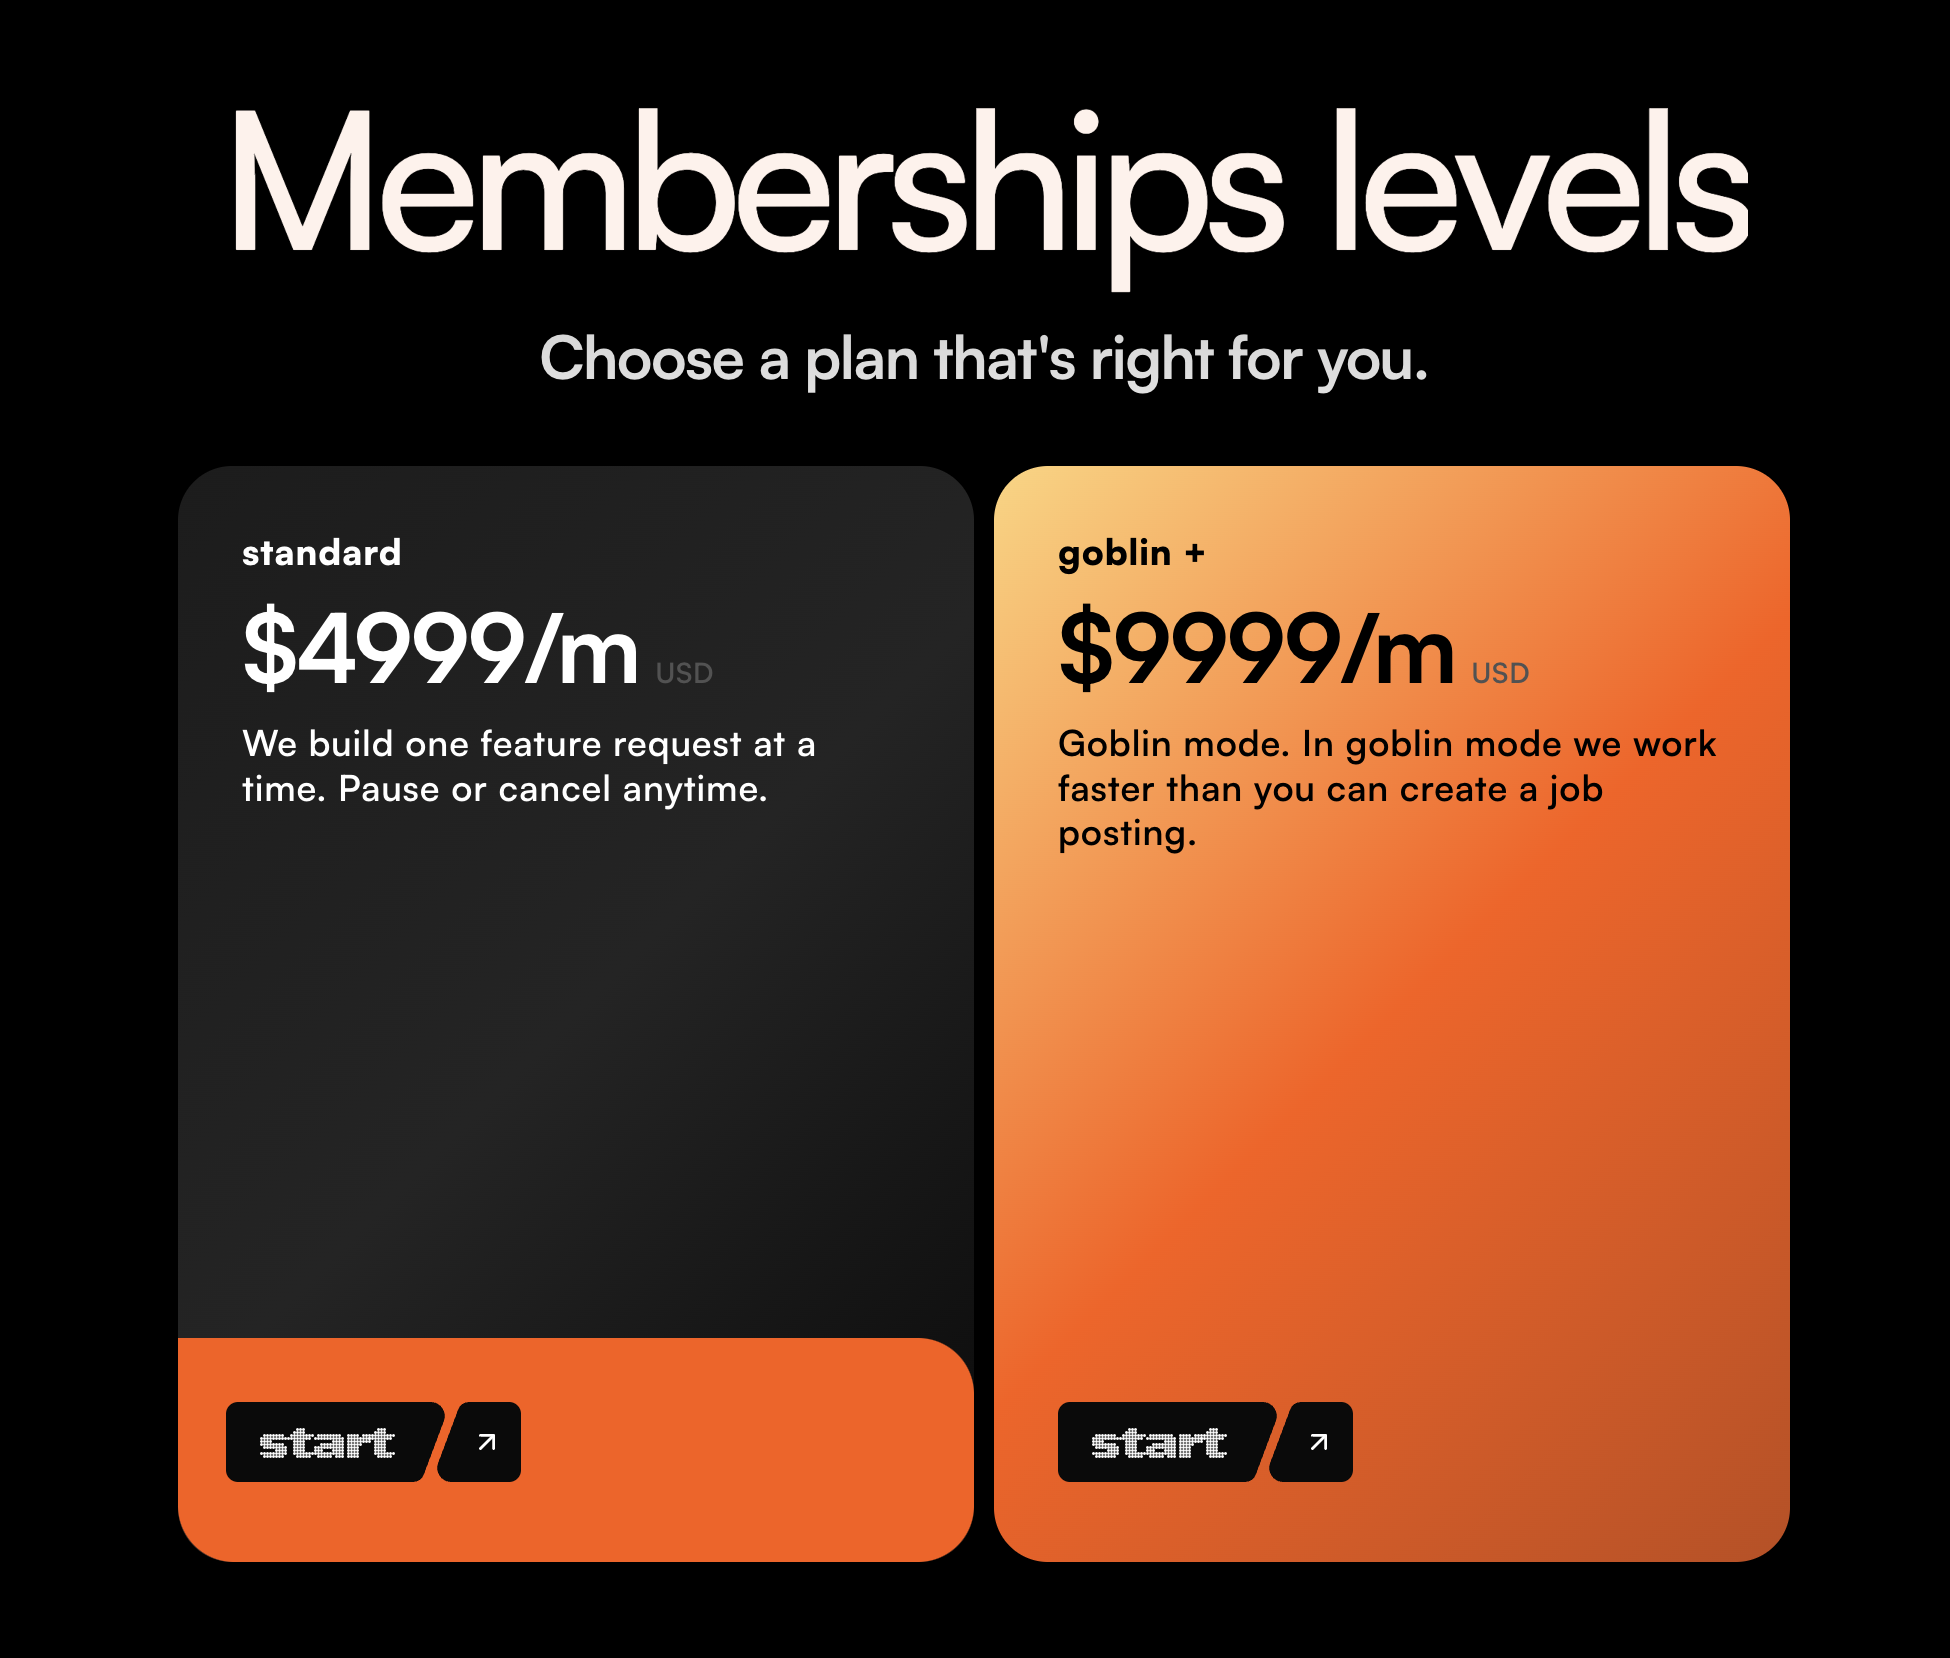 Memberships levels
Choose a plan that's right for you.
standard
$4999/m USD
We build one feature request at a
time. Pause or cancel anytime.
start
goblin +
$9999/m USD
Goblin mode. In goblin mode we work
faster than you can create a job
posting.
start